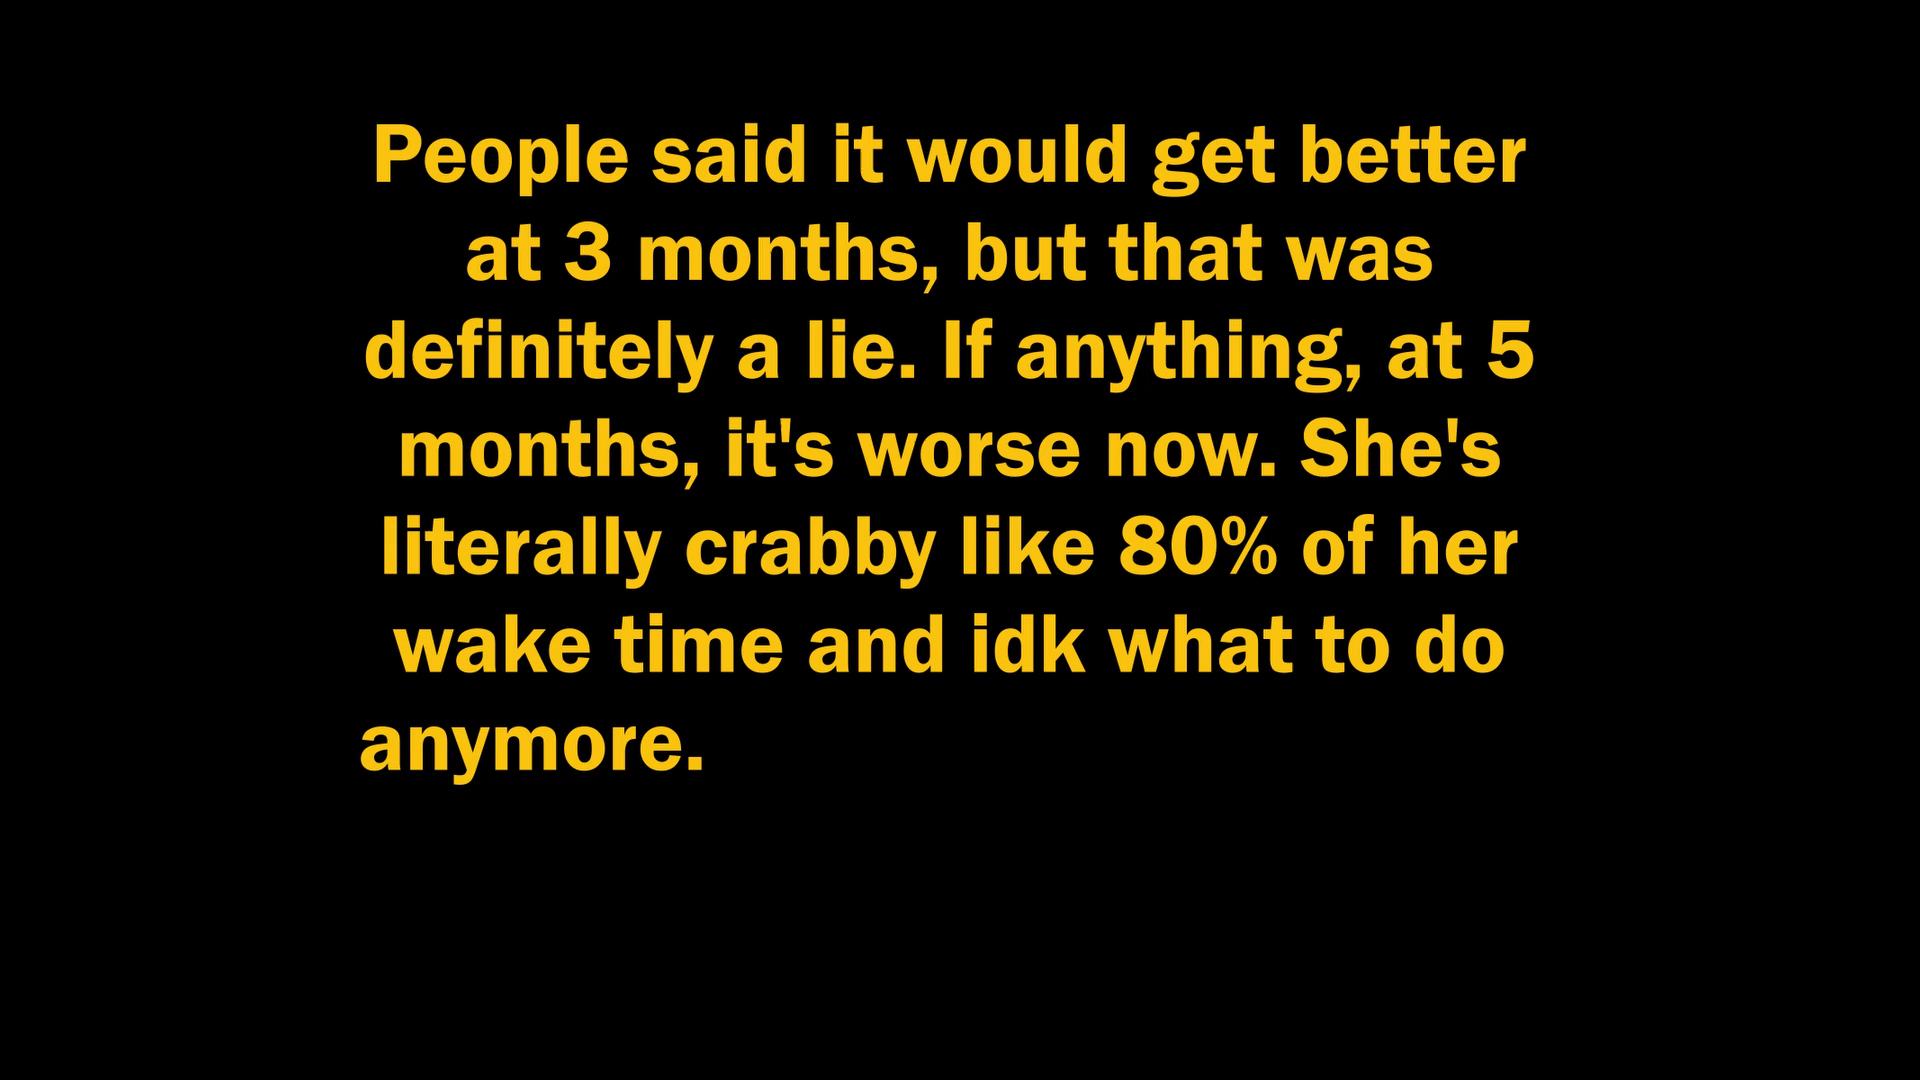 People said it would get better
at 3 months, but that was
definitely a lie. If anything, at 5
months, it's worse now. She's
literally crabby like 80% of her
wake time and idk what to do
anymore.